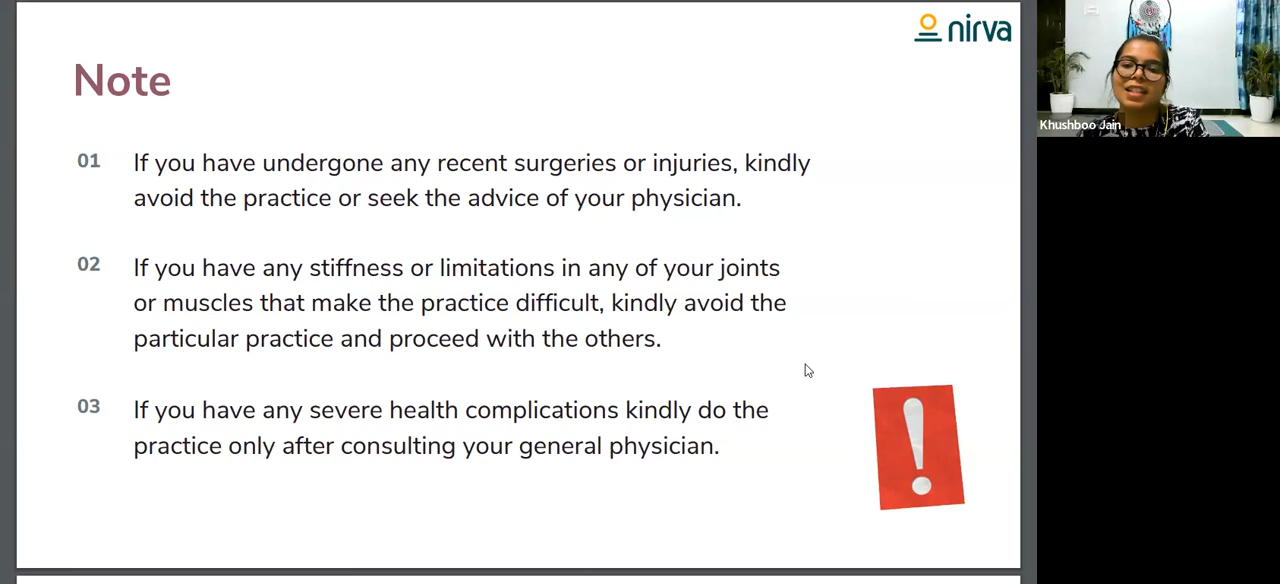 nirva
Note
01
If you have undergone any recent surgeries or injuries, kindly
avoid the practice or seek the advice of your physician.
02
If you have any stiffness or limitations in any of your joints
or muscles that make the practice difficult, kindly avoid the
particular practice and proceed with the others.
03
If you have any severe health complications kindly do the
practice only after consulting your general physician.
!
Khushboo Jain